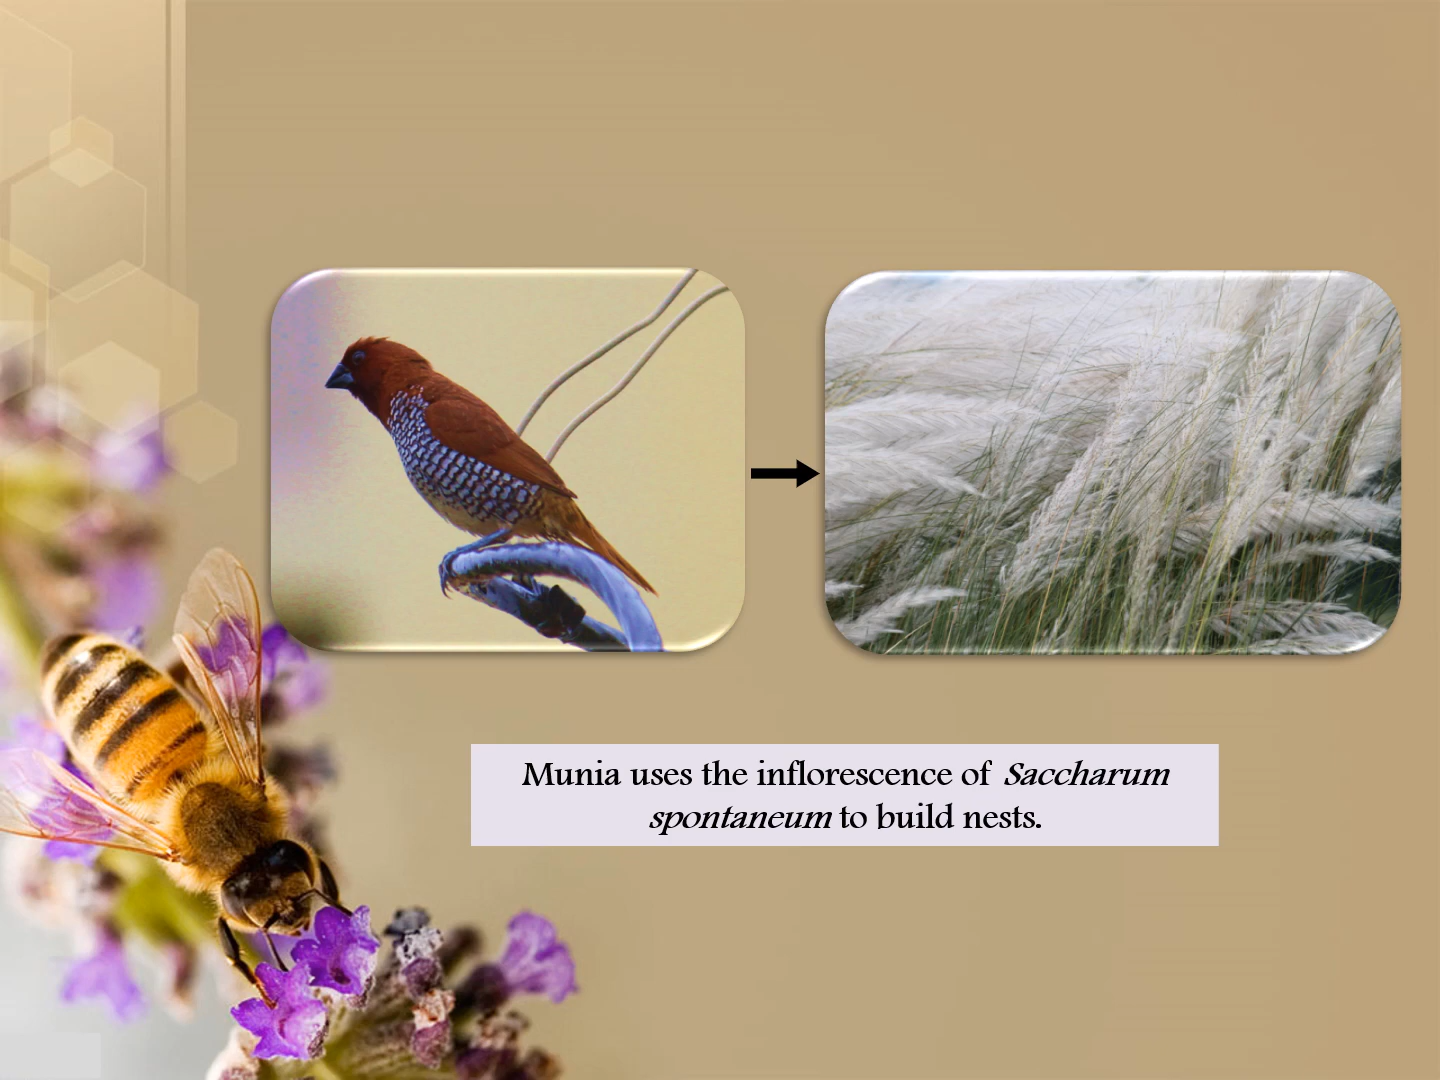 Munia uses the inflorescence of Saccharum
spontaneum to build nests.